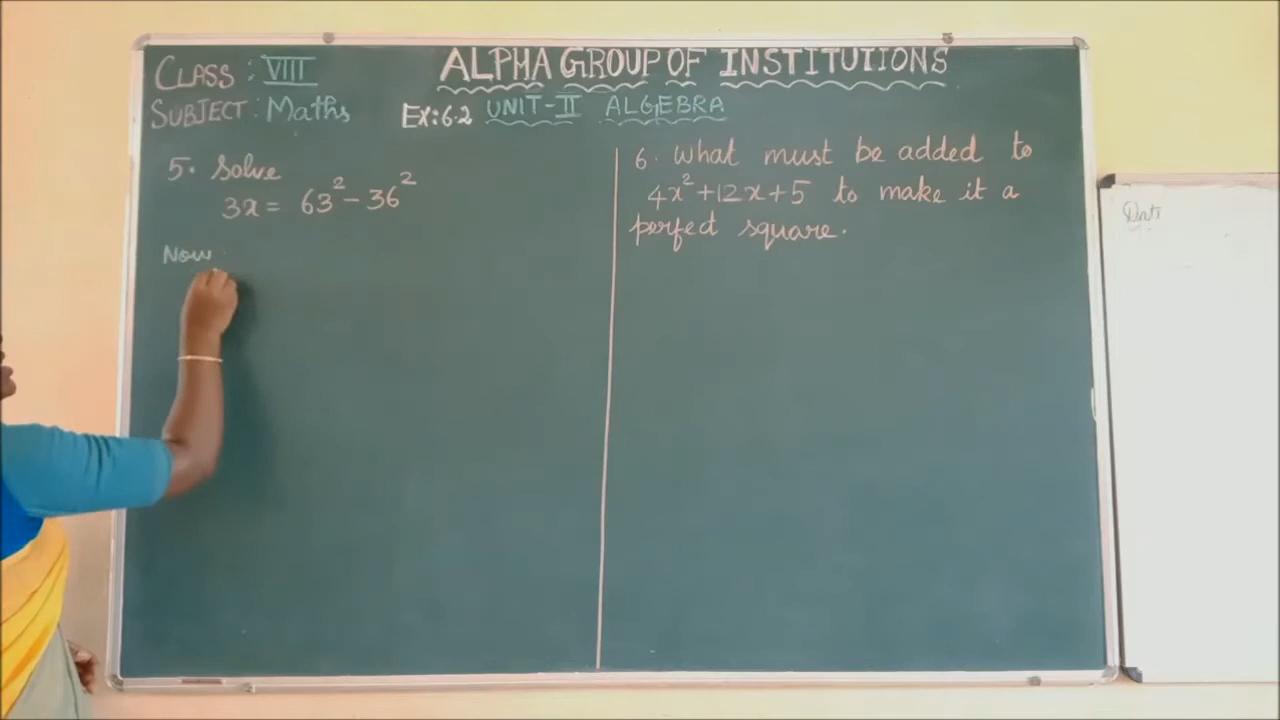 CLASS : VIII
ALPHA GROUP OF INSTITUTIONS
SUBJECT : Maths
Ex: 6.2 UNIT-II ALGEBRA
5. Solve
3x = 63² - 36²
Now
6. What must be added to
4x² + 12x + 5 to make it a
perfect square.
Date